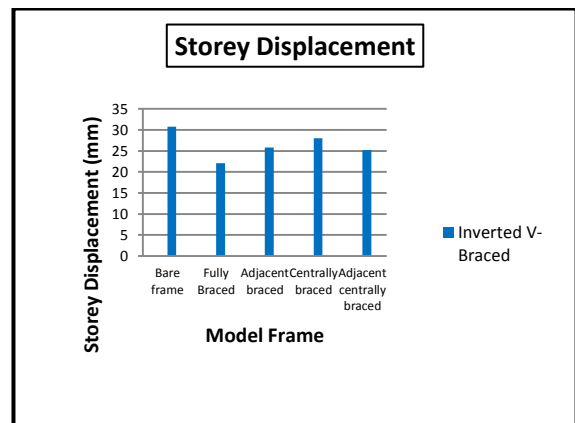 Storey Displacement
Storey Displacement (mm)
35
30
25
20
15
10
5
0
Bare
frame
Fully
Braced
Adjacent
braced
Centrally
braced
Adjacent
centrally
braced
Model Frame
Inverted V-
Braced